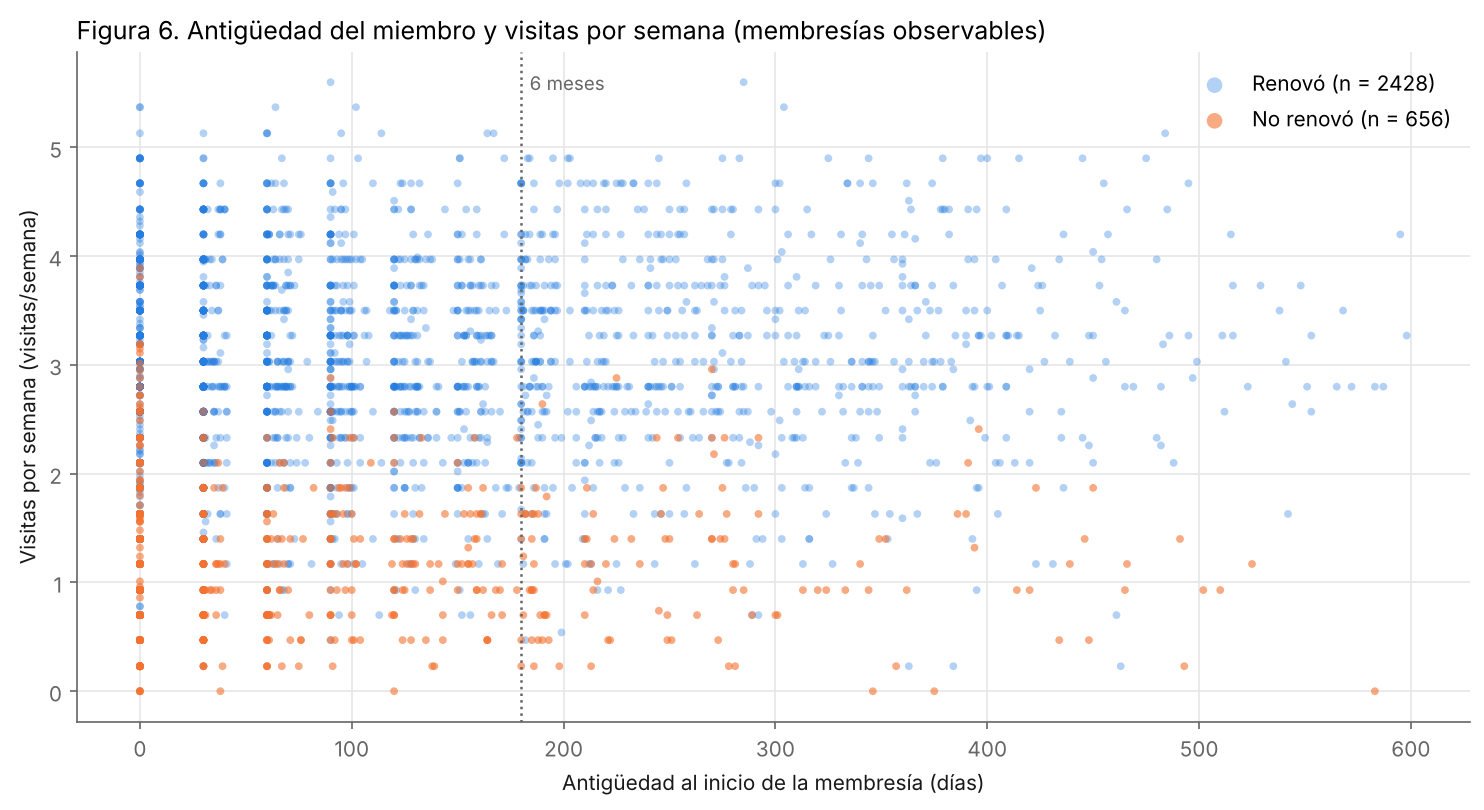 Figura 6. Antigüedad del miembro y visitas por semana (membresías observables)
6 meses
Renovó (n = 2428)
No renovó (n = 656)
Visitas por semana (visitas/semana)
5
4
3
2
1
0
0 100 200 300 400 500 600
Antigüedad al inicio de la membresía (días)